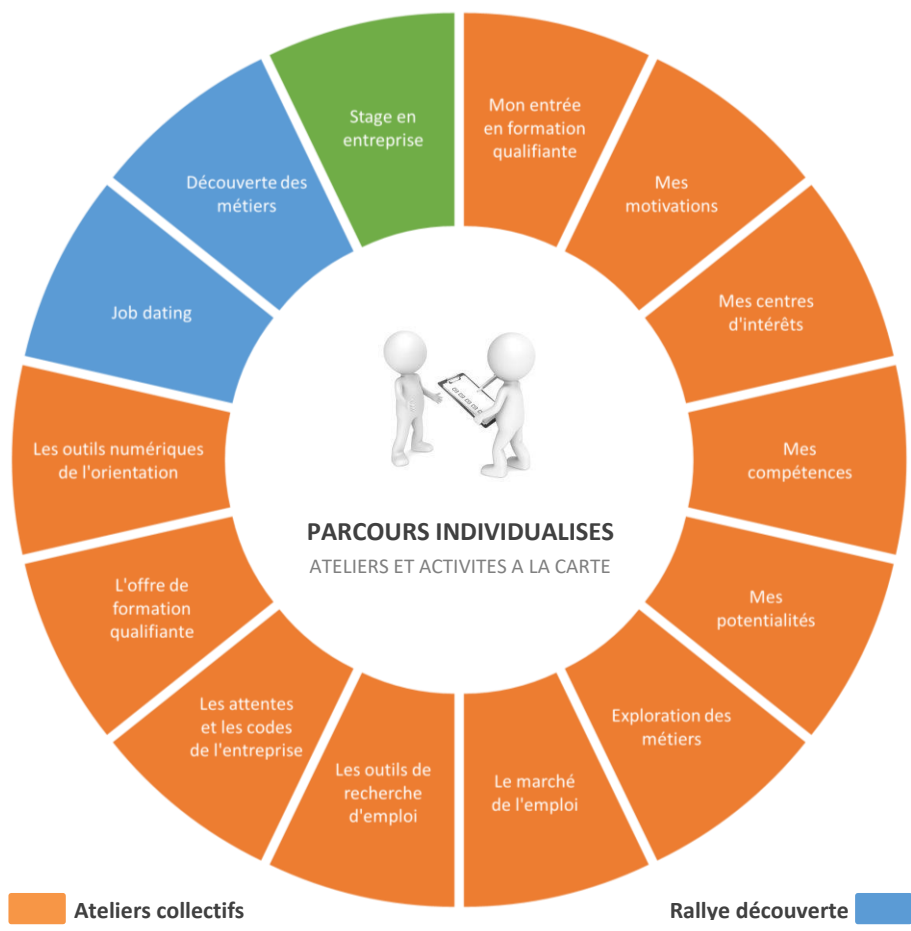 Stage en
entreprise
Mon entrée
en formation
qualifiante
Mes
motivations
Mes centres
d'intérêts
Mes
compétences
Mes
potentialités
Exploration des
métiers
Le marché
de l'emploi
Les outils de
recherche
d'emploi
Les attentes
et les codes
de l'entreprise
L'offre de
formation
qualifiante
Les outils numériques
de l'orientation
Job dating
Découverte des
métiers
PARCOURS INDIVIDUALISES
ATELIERS ET ACTIVITES A LA CARTE
Ateliers collectifs
Rallye découverte